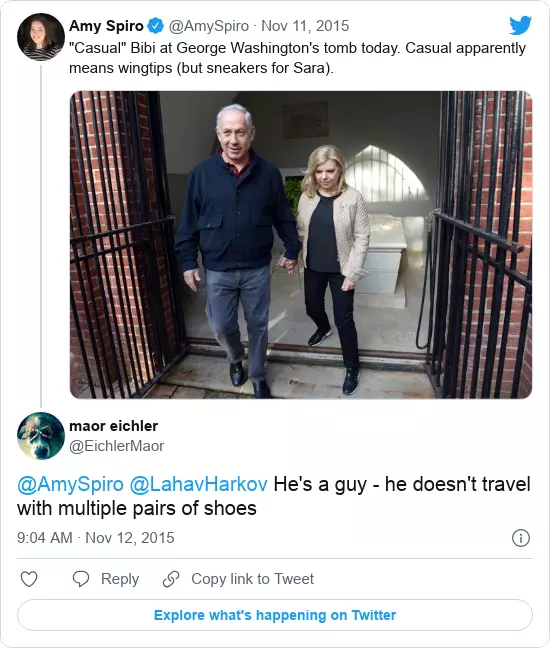 Amy Spiro @AmySpiro · Nov 11, 2015
"Casual" Bibi at George Washington's tomb today. Casual apparently
means wingtips (but sneakers for Sara).
maor eichler
@EichlerMaor
@AmySpiro @LahavHarkov He's a guy - he doesn't travel
with multiple pairs of shoes
9:04 AM · Nov 12, 2015
Reply Copy link to Tweet
Explore what's happening on Twitter